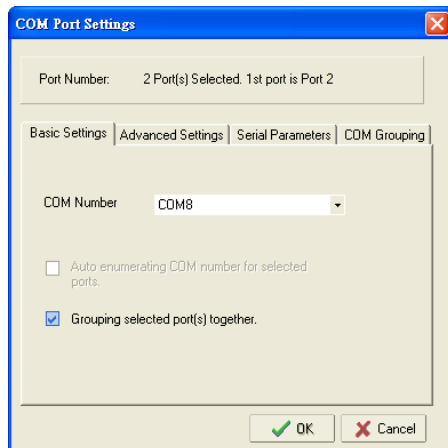 COM Port Settings
Port Number: 2 Port(s) Selected. 1st port is Port 2
Basic Settings Advanced Settings Serial Parameters COM Grouping
COM Number COM8
Auto enumerating COM number for selected
ports.
Grouping selected port(s) together.
OK Cancel